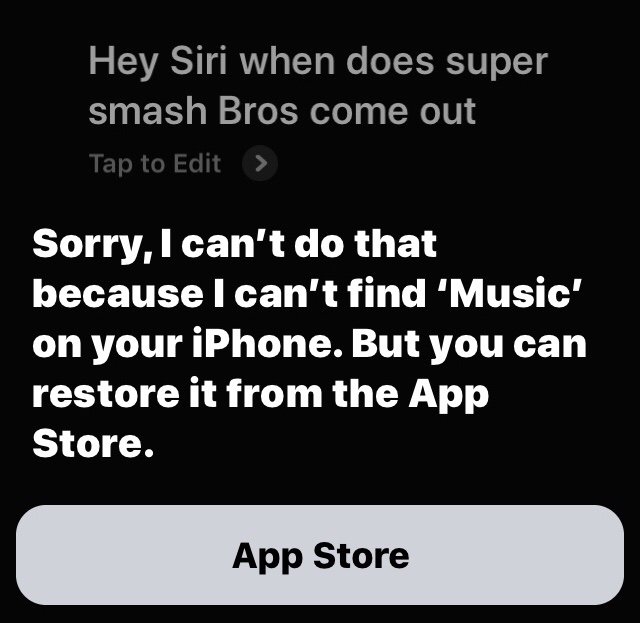 Hey Siri when does super
smash Bros come out
Tap to Edit
Sorry, I can’t do that
because I can’t find ‘Music’
on your iPhone. But you can
restore it from the App
Store.
App Store